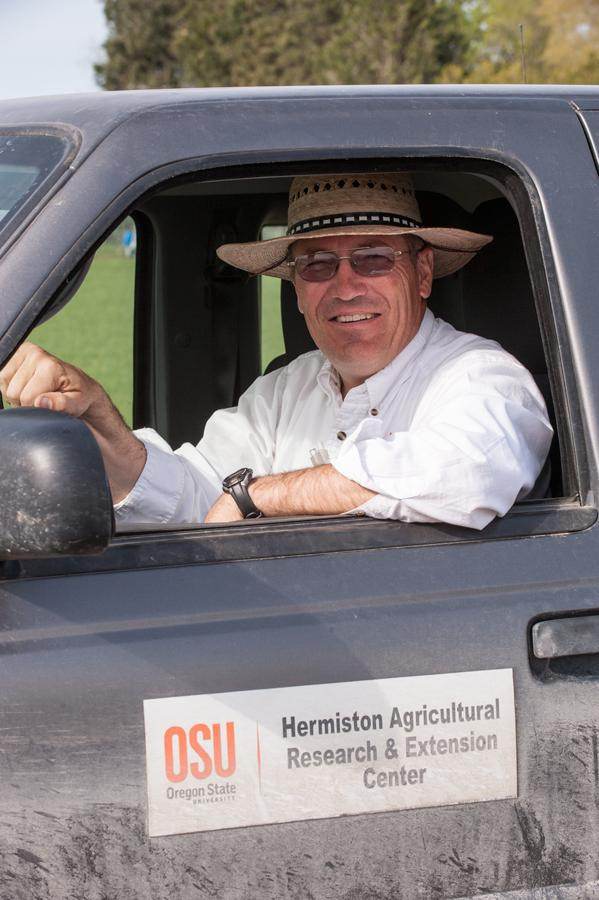 OSU
Oregon State
UNIVERSITY
Hermiston Agricultural
Research & Extension
Center